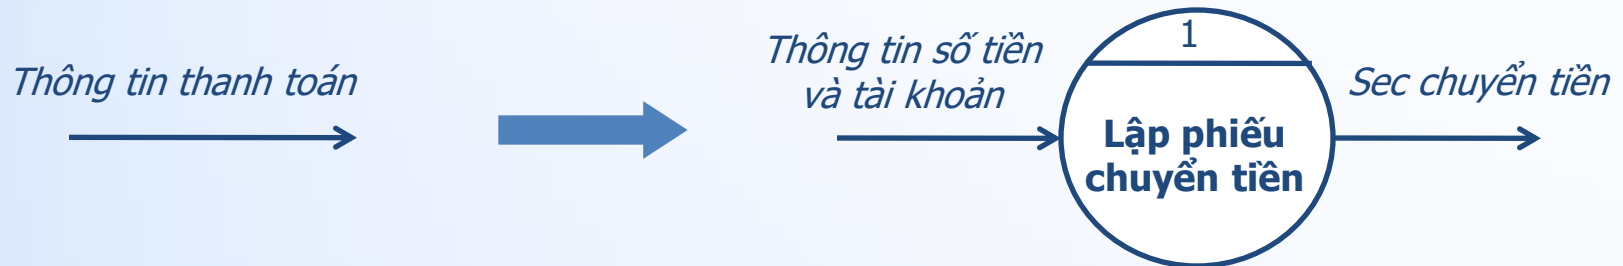 Thông tin thanh toán
Thông tin số tiền
và tài khoản
1
Lập phiếu
chuyển tiền
Sec chuyển tiền